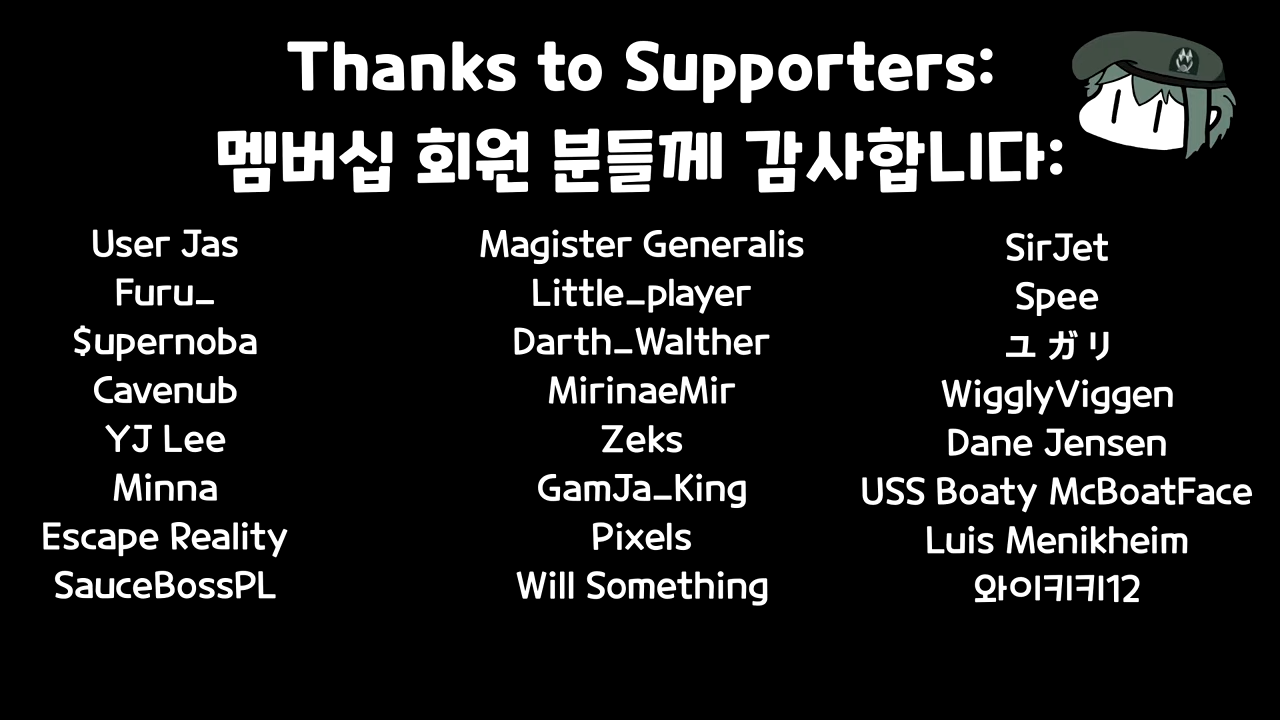 Thanks to Supporters:
멤버십 회원 분들께 감사합니다:
User Jas
Furu_
$upernoba
Cavenub
YJ Lee
Minna
Escape Reality
SauceBossPL
Magister Generalis
Little_player
Darth_Walther
MirinaeMir
Zeks
GamJa_King
Pixels
Will Something
SirJet
Spee
ユガリ
WigglyViggen
Dane Jensen
USS Boaty McBoatFace
Luis Menikheim
와이키키12